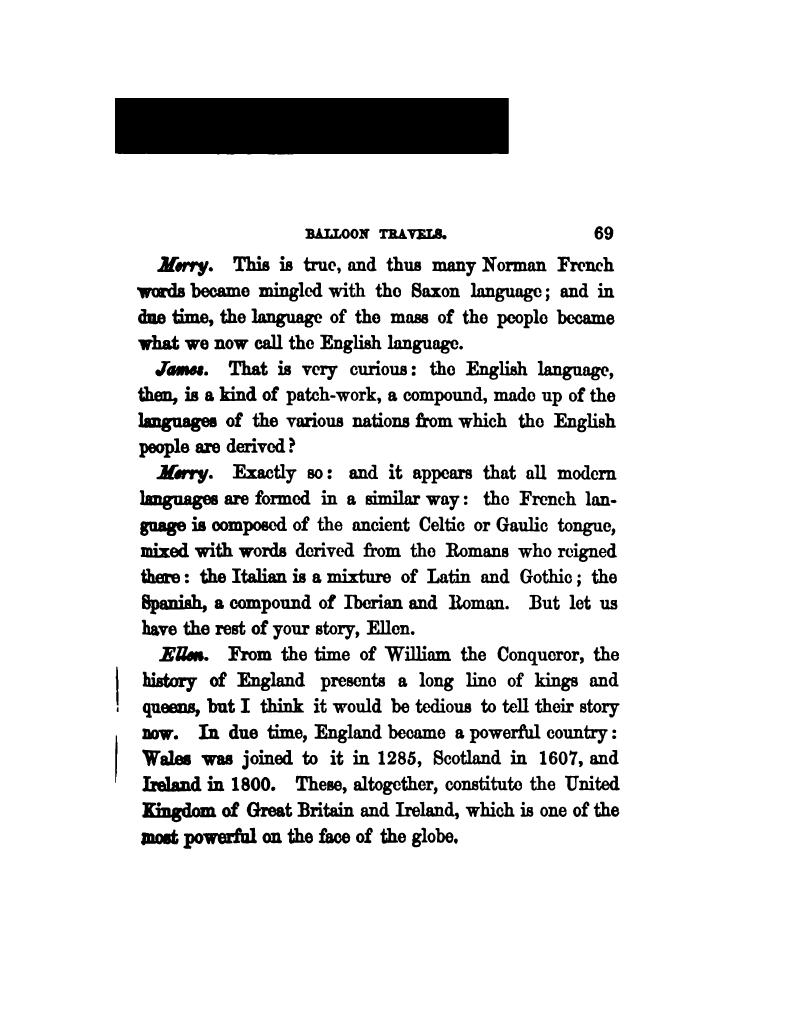 BALLOON TRAVELS. 69
Merry. This is true, and thus many Norman French
words became mingled with the Saxon language; and in
due time, the language of the mass of the people became
what we now call the English language.
James. That is very curious: the English language,
then, is a kind of patch-work, a compound, made up of the
languages of the various nations from which the English
people are derived?
Merry. Exactly so: and it appears that all modern
languages are formed in a similar way: the French lan-
guage is composed of the ancient Celtic or Gaulic tongue,
mixed with words derived from the Romans who reigned
there: the Italian is a mixture of Latin and Gothic; the
Spanish, a compound of Iberian and Roman. But let us
have the rest of your story, Ellen.
Ellen. From the time of William the Conqueror, the
history of England presents a long line of kings and
queens, but I think it would be tedious to tell their story
now. In due time, England became a powerful country:
Wales was joined to it in 1285, Scotland in 1607, and
Ireland in 1800. These, altogether, constitute the United
Kingdom of Great Britain and Ireland, which is one of the
most powerful on the face of the globe.